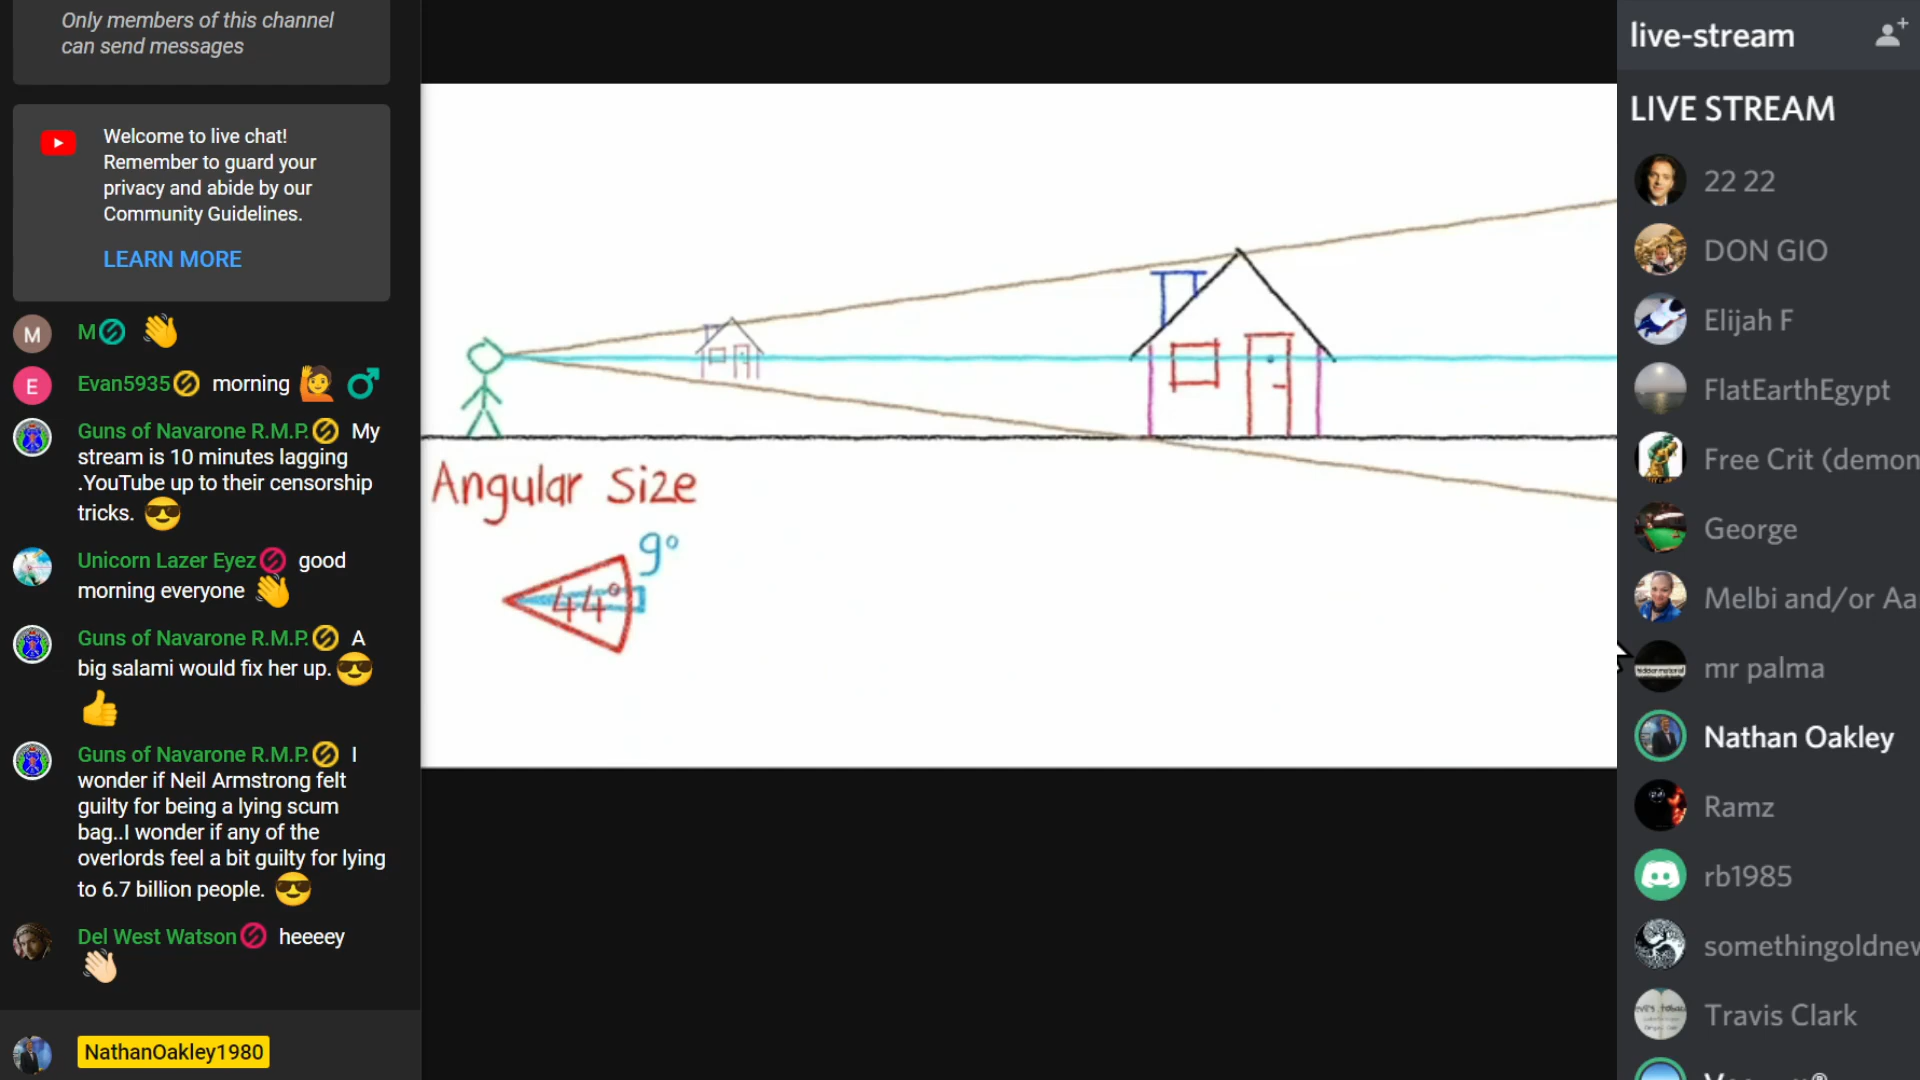 Only members of this channel
can send messages
Welcome to live chat!
Remember to guard your
privacy and abide by our
Community Guidelines.
LEARN MORE
M
M
E
Evan5935 morning
Guns of Navarone R.M.P. My
stream is 10 minutes lagging
.YouTube up to their censorship
tricks.
Unicorn Lazer Eyez good
morning everyone
Guns of Navarone R.M.P. A
big salami would fix her up.
Guns of Navarone R.M.P. I
wonder if Neil Armstrong felt
guilty for being a lying scum
bag..I wonder if any of the
overlords feel a bit guilty for lying
to 6.7 billion people.
Del West Watson heeeey
NathanOakley1980
Angular Size
9°
44°
live-stream
LIVE STREAM
22 22
DON GIO
Elijah F
FlatEarthEgypt
Free Crit (demon
George
Melbi and/or Aa
mr palma
Nathan Oakley
Ramz
rb1985
somethingoldnew
Travis Clark